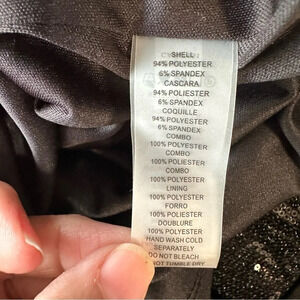 SHELL
94% POLYESTER
6% SPANDEX
CASCARA
94% POLIESTER
6% SPANDEX
COQUILLE
94% POLYESTER
6% SPANDEX
COMBO
100% POLYESTER
COMBO
100% POLIESTER
COMBO
100% POLYESTER
LINING
100% POLYESTER
FORRO
100% POLIESTER
DOUBLURE
100% POLYESTER
HAND WASH COLD
SEPARATELY
DO NOT BLEACH
NOT TUMBLE DRY